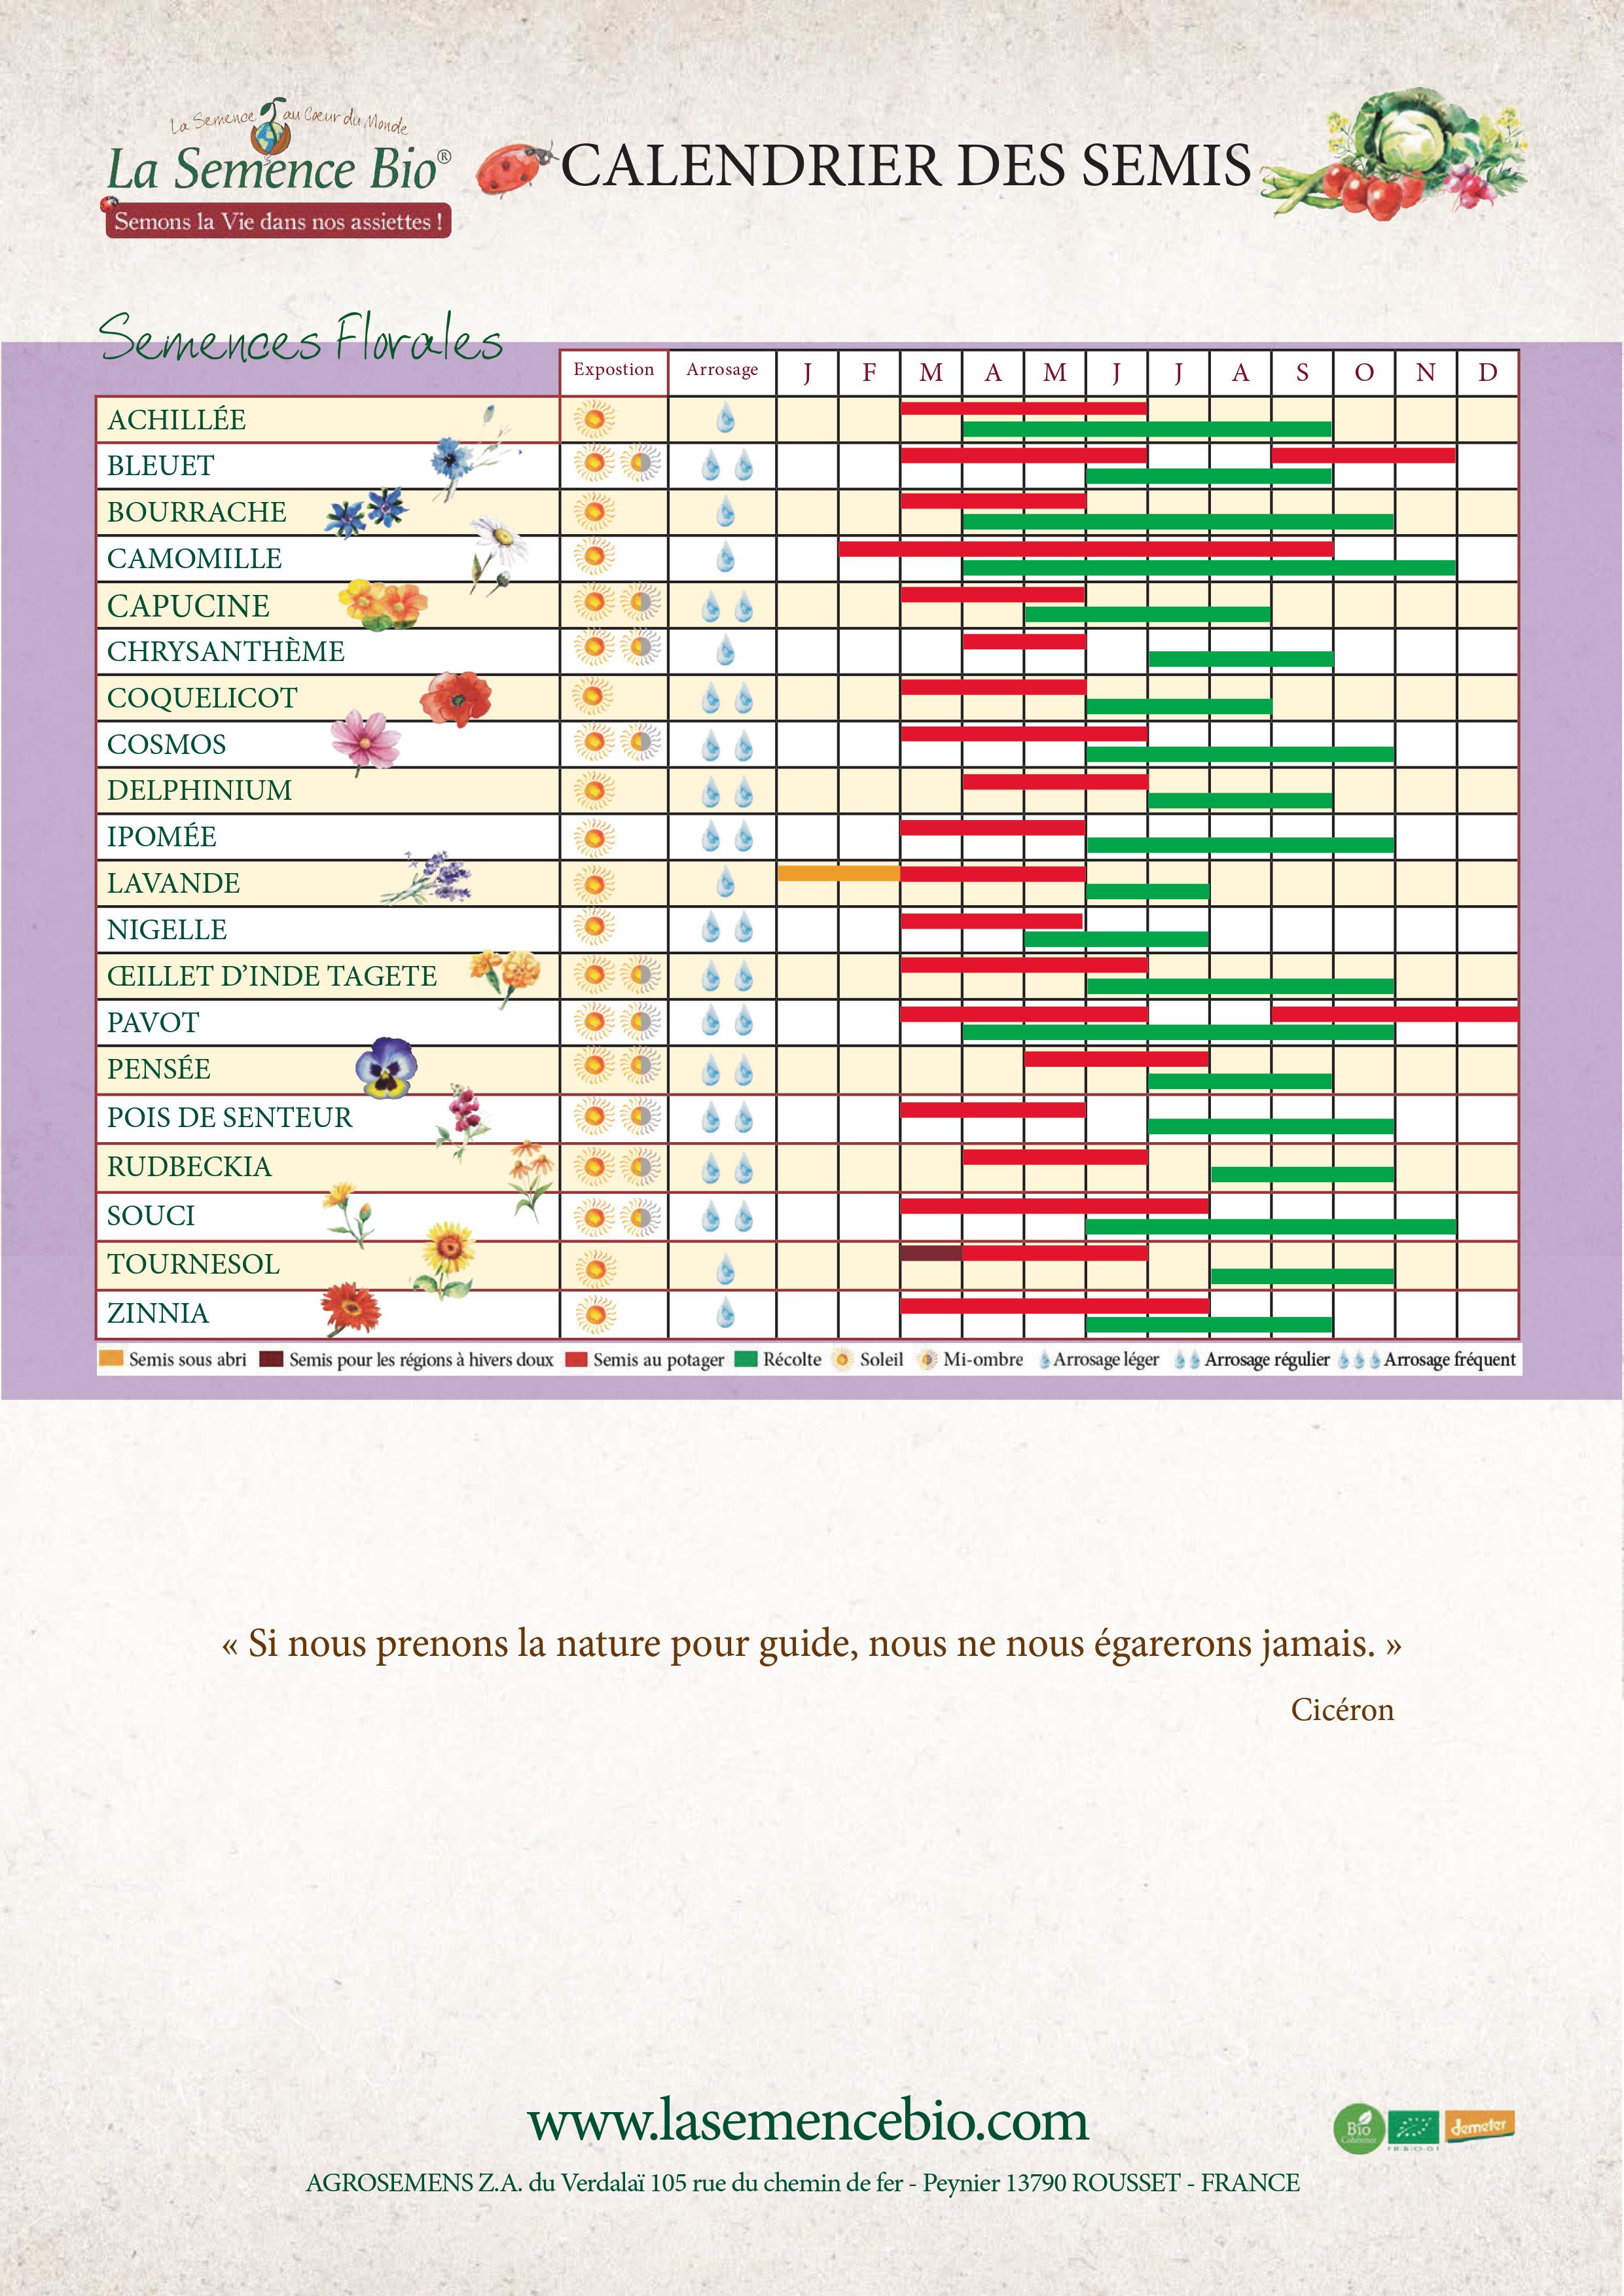 La Semence au Cœur du Monde
La Semence Bio®
Semons la Vie dans nos assiettes !
CALENDRIER DES SEMIS
Semences Florales
Expostion Arrosage J F M A M J J A S O N D
ACHILLÉE
BLEUET
BOURRACHE
CAMOMILLE
CAPUCINE
CHRYSANTHÈME
COQUELICOT
COSMOS
DELPHINIUM
IPOMÉE
LAVANDE
NIGELLE
ŒILLET D’INDE TAGETE
PAVOT
PENSÉE
POIS DE SENTEUR
RUDBECKIA
SOUCI
TOURNESOL
ZINNIA
Semis sous abri Semis pour les régions à hivers doux Semis au potager Récolte Soleil Mi-ombre Arrosage léger Arrosage régulier Arrosage fréquent
« Si nous prenons la nature pour guide, nous ne nous égarerons jamais. »
Cicéron
www.lasemencebio.com
Bio Cohérence
FR-BIO-01
demeter
AGROSEMENS Z.A. du Verdalaï 105 rue du chemin de fer - Peynier 13790 ROUSSET - FRANCE